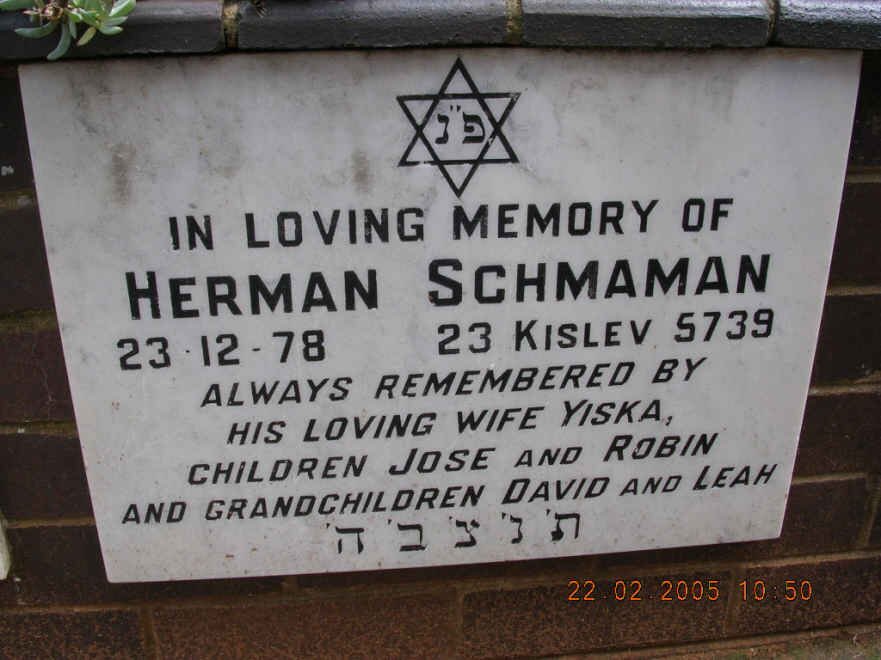 פ"נ
IN LOVING MEMORY OF
HERMAN SCHMAMAN
23-12-78 23 KISLEV 5739
ALWAYS REMEMBERED BY
HIS LOVING WIFE YISKA,
CHILDREN JOSE AND ROBIN
AND GRANDCHILDREN DAVID AND LEAH
ת' נ' צ' ב' ה'
22.02.2005 10:50